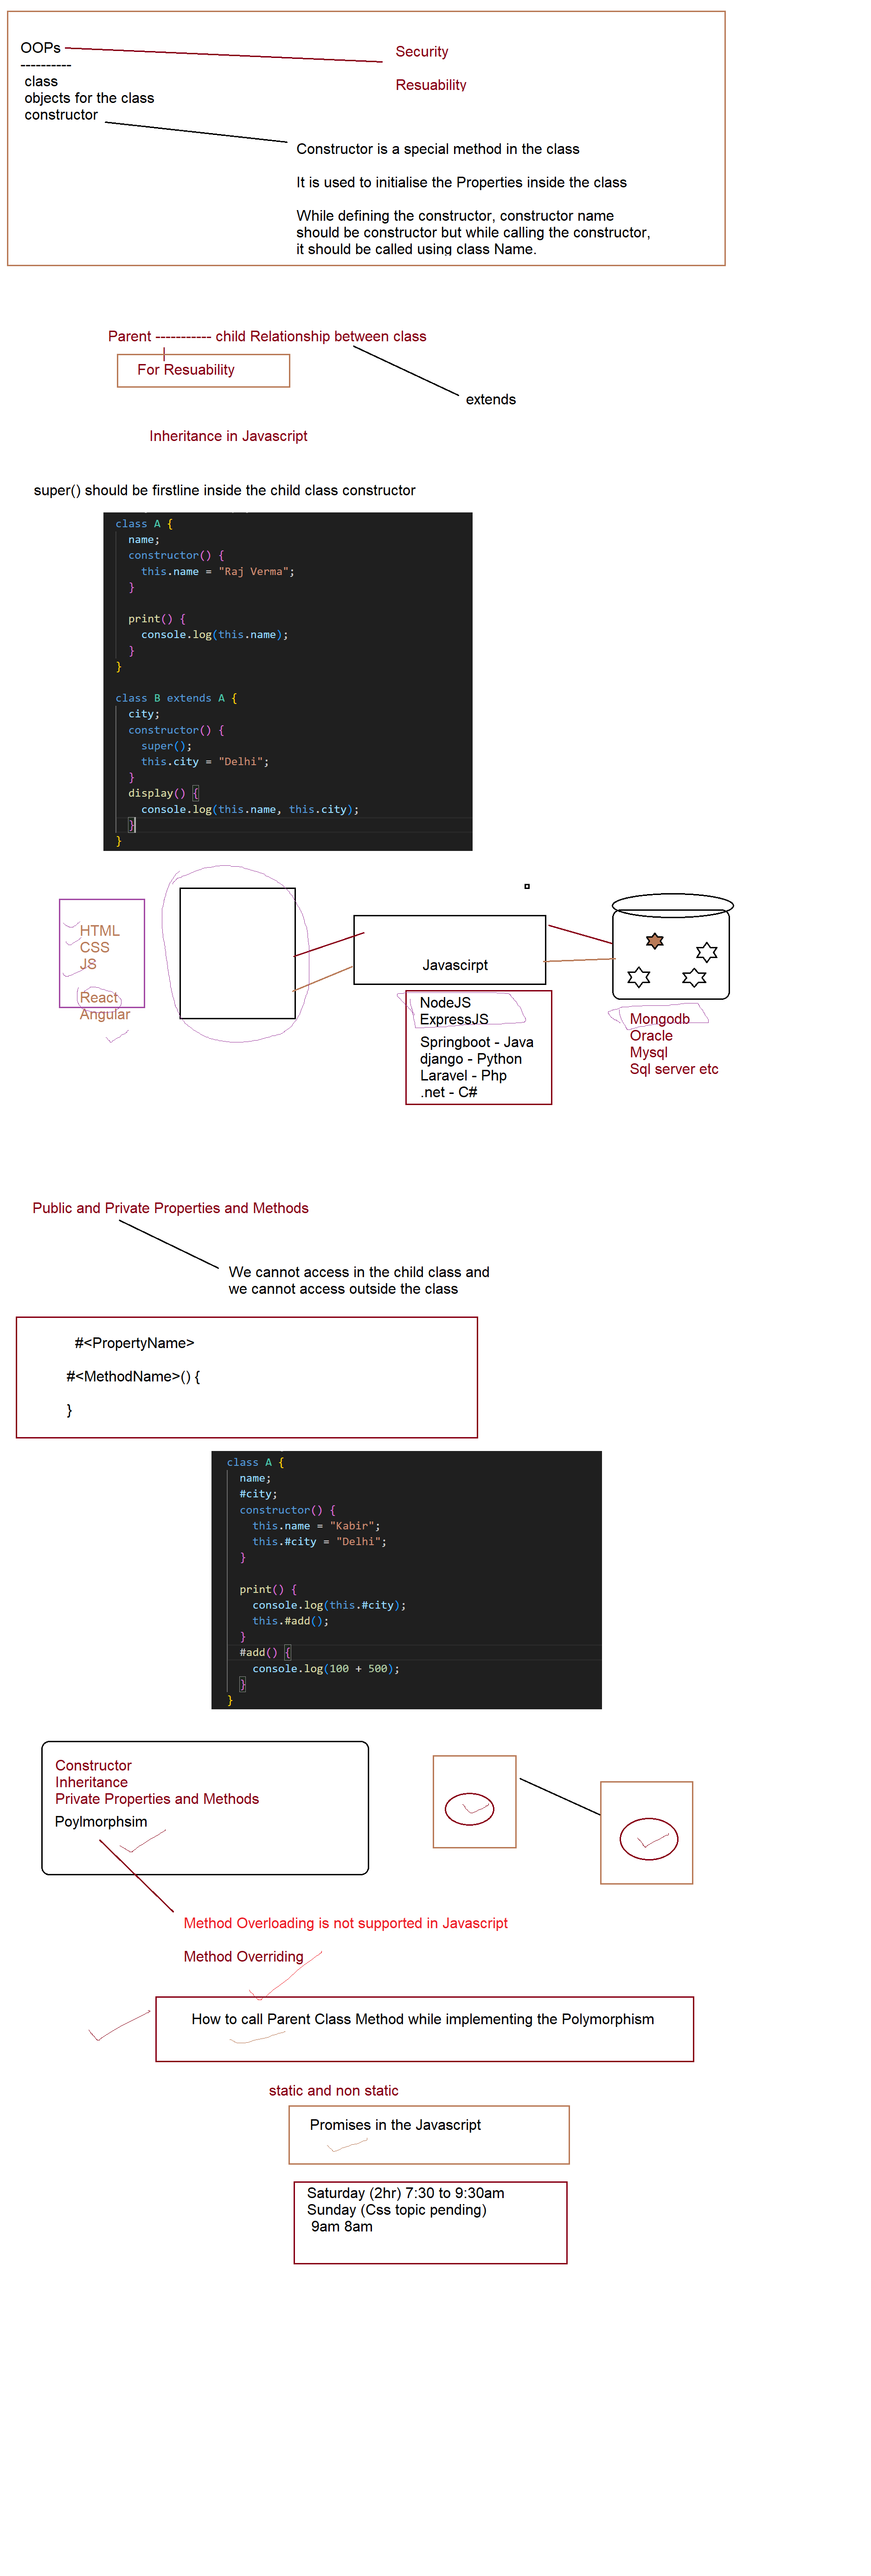 OOPs
----------
class
objects for the class
constructor
Security
Resuability
Constructor is a special method in the class
It is used to initialise the Properties inside the class
While defining the constructor, constructor name
should be constructor but while calling the constructor,
it should be called using class Name.
Parent ----------- child Relationship between class
For Resuability
extends
Inheritance in Javascript
super() should be firstline inside the child class constructor
class A {
name;
constructor() {
this.name = "Raj Verma";
}
print() {
console.log(this.name);
}
}
class B extends A {
city;
constructor() {
super();
this.city = "Delhi";
}
display() {
console.log(this.name, this.city);
}
}
HTML
CSS
JS
React
Angular
Javascirpt
NodeJS
ExpressJS
Springboot - Java
django - Python
Laravel - Php
.net - C#
Mongodb
Oracle
Mysql
Sql server etc
Public and Private Properties and Methods
We cannot access in the child class and
we cannot access outside the class
#<PropertyName>
#<MethodName>() {
}
class A {
name;
#city;
constructor() {
this.name = "Kabir";
this.#city = "Delhi";
}
print() {
console.log(this.#city);
this.#add();
}
#add() {
console.log(100 + 500);
}
}
Constructor
Inheritance
Private Properties and Methods
Poylmorphsim
Method Overloading is not supported in Javascript
Method Overriding
How to call Parent Class Method while implementing the Polymorphism
static and non static
Promises in the Javascript
Saturday (2hr) 7:30 to 9:30am
Sunday (Css topic pending)
9am 8am